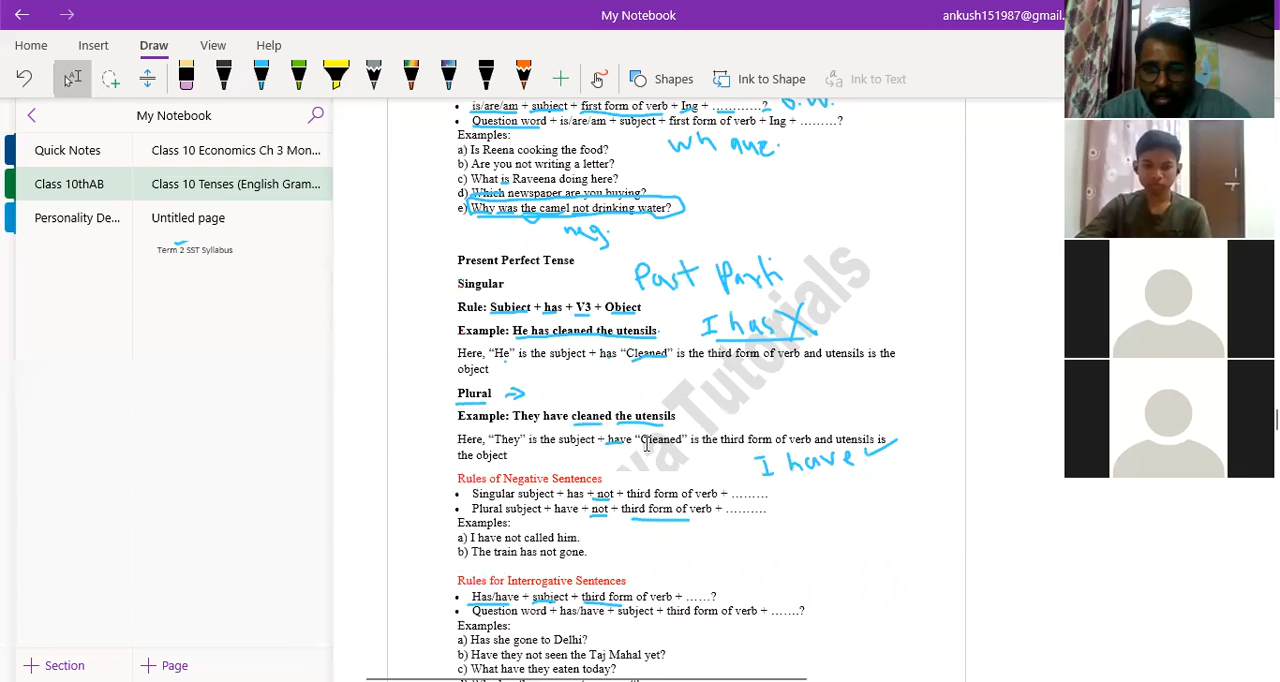 My Notebook
ankush151987@gmail.
Home Insert Draw View Help
Shapes Ink to Shape Ink to Text
My Notebook
Quick Notes
Class 10thAB
Personality De...
Class 10 Economics Ch 3 Mon...
Class 10 Tenses (English Gram...
Untitled page
Term 2 SST Syllabus
Section
Page
• is/are/am + subject + first form of verb + Ing + …………?
• Question word + is/are/am + subject + first form of verb + Ing + ………?
Wh que.
Examples:
a) Is Reena cooking the food?
b) Are you not writing a letter?
c) What is Raveena doing here?
d) Which newspaper are you buying?
e) Why was the camel not drinking water?
neg.
Present Perfect Tense
Past Parti
Singular
Rule: Subject + has + V3 + Object
Example: He has cleaned the utensils.
I has X
Here, “He” is the subject + has “Cleaned” is the third form of verb and utensils is the
object
Plural →
Example: They have cleaned the utensils
Here, “They” is the subject + have “Cleaned” is the third form of verb and utensils is
the object
I have ✓
Tutorials
Rules of Negative Sentences
• Singular subject + has + not + third form of verb + ………
• Plural subject + have + not + third form of verb + ……….
Examples:
a) I have not called him.
b) The train has not gone.
Rules for Interrogative Sentences
• Has/have + subject + third form of verb + ……?
• Question word + has/have + subject + third form of verb + …….?
Examples:
a) Has she gone to Delhi?
b) Have they not seen the Taj Mahal yet?
c) What have they eaten today?